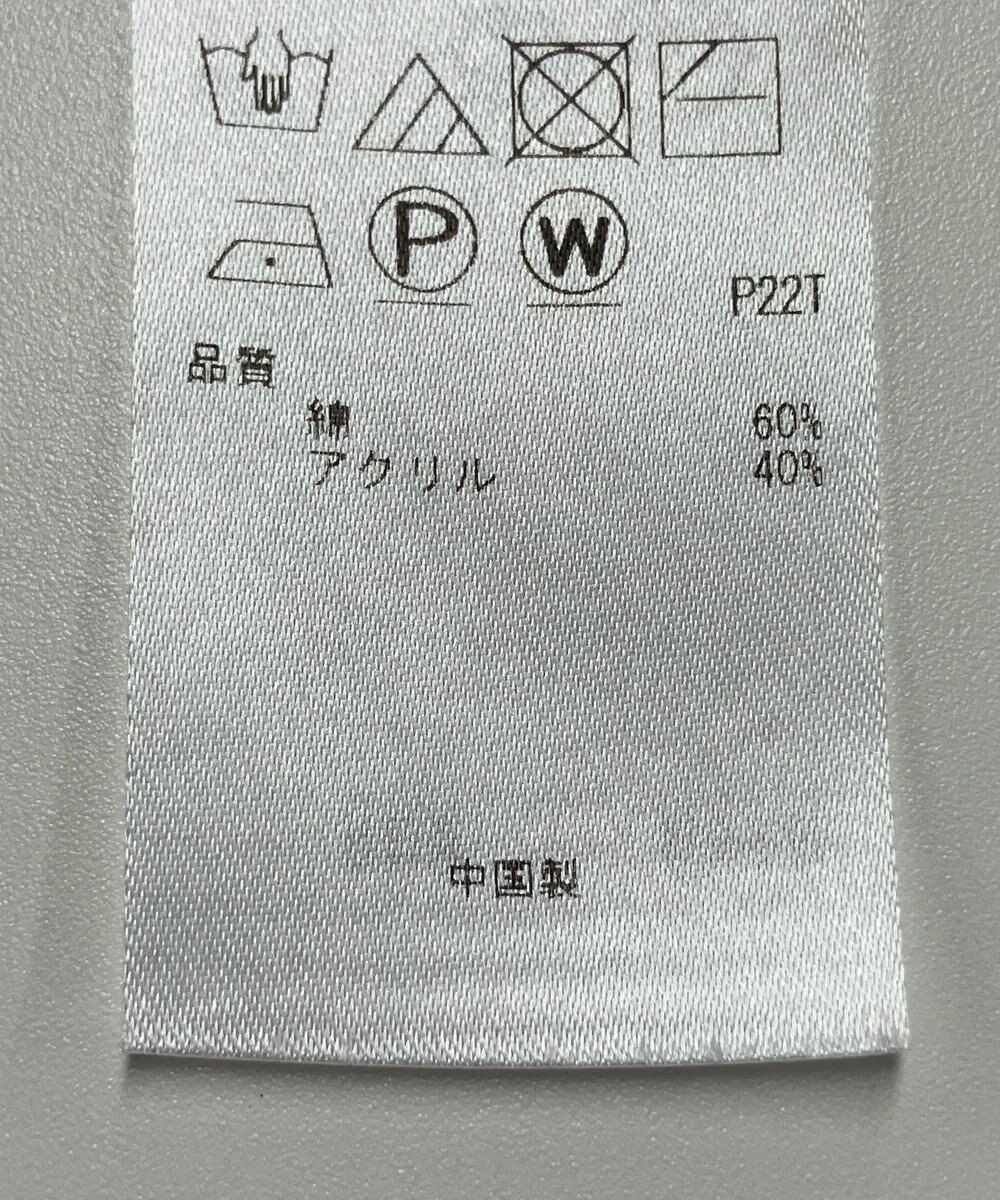 P W
P22T
品質
綿 60%
アクリル 40%
中国製